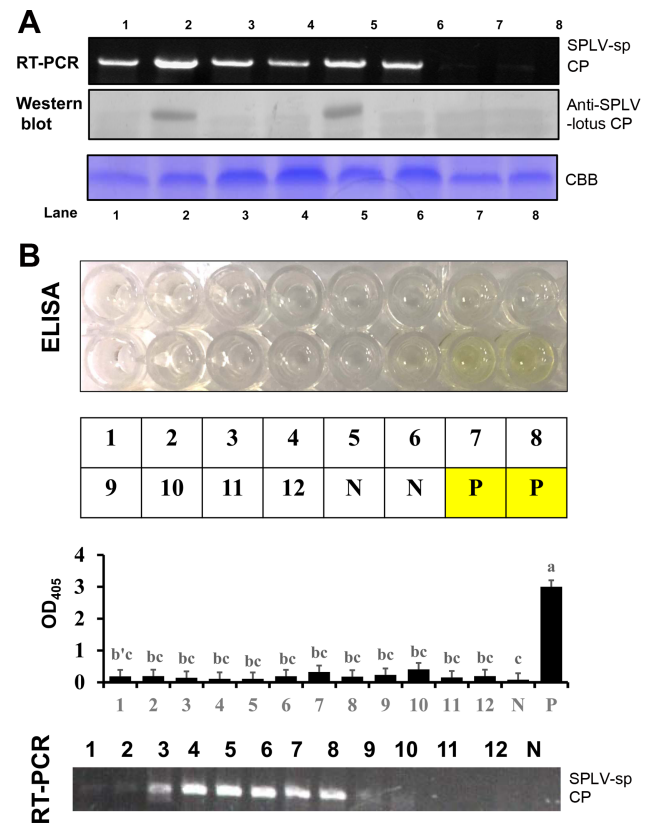 A
1 2 3 4 5 6 7 8
RT-PCR
SPLV-sp
CP
Western
blot
Anti-SPLV
-lotus CP
CBB
Lane 1 2 3 4 5 6 7 8
B
ELISA
1 2 3 4 5 6 7 8
9 10 11 12 N N P P
OD405
4
3
2
1
0
b'c bc bc bc bc bc bc bc bc bc bc bc c a
1 2 3 4 5 6 7 8 9 10 11 12 N P
RT-PCR
1 2 3 4 5 6 7 8 9 10 11 12 N
SPLV-sp
CP